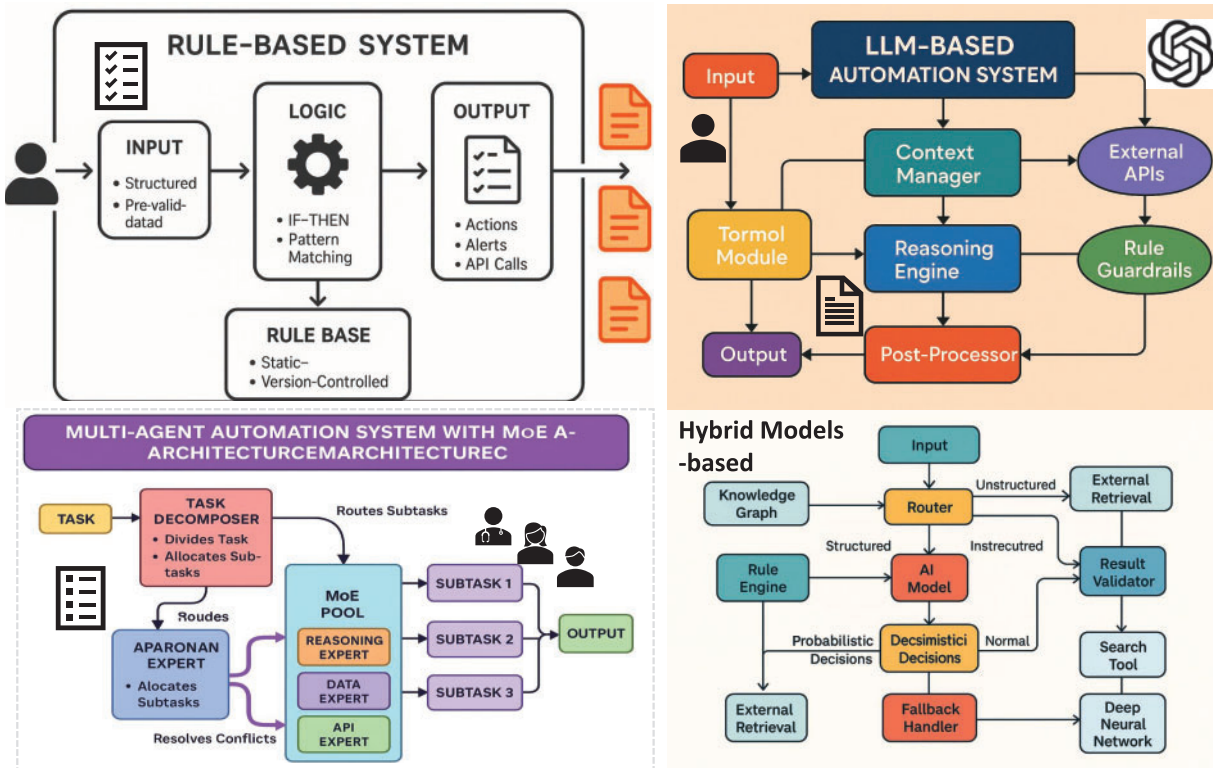 RULE-BASED SYSTEM
INPUT
• Structured
• Pre-valid-
datad
LOGIC
• IF–THEN
• Pattern
Matching
OUTPUT
• Actions
• Alerts
• API Calls
RULE BASE
• Static–
• Version-Controlled
LLM-BASED
AUTOMATION SYSTEM
Input
Context
Manager
External
APIs
Tormol
Module
Reasoning
Engine
Rule
Guardrails
Output
Post-Processor
MULTI-AGENT AUTOMATION SYSTEM WITH MoE A-
ARCHITECTURCEMARCHITECTUREC
TASK
TASK
DECOMPOSER
• Divides Task
• Allocates Sub-
tasks
Routes Subtasks
Roudes
APARONAN
EXPERT
• Alocates
Subtasks
Resolves Conflicts
MoE
POOL
REASONING
EXPERT
DATA
EXPERT
API
EXPERT
SUBTASK 1
SUBTASK 2
SUBTASK 3
OUTPUT
Hybrid Models
-based
Input
Knowledge
Graph
Router
Unstructured
External
Retrieval
Structured
Instrecutred
Rule
Engine
AI
Model
Result
Validator
Probabilistic
Decisions
Decsimistici
Decisions
Normal
Search
Tool
External
Retrieval
Fallback
Handler
Deep
Neural
Network